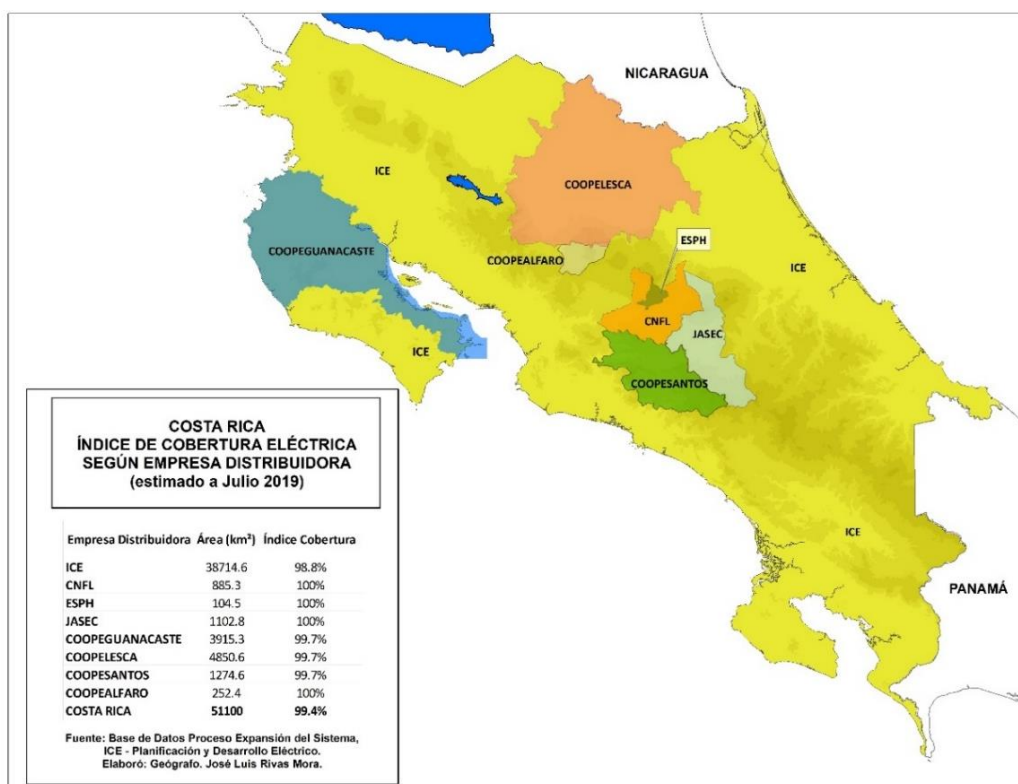 NICARAGUA
ICE
COOPELESCA
ESPH
COOPEGUANACASTE
COOPEALFARO
ICE
CNFL
JASEC
ICE
COOPESANTOS
ICE
PANAMÁ
COSTA RICA
ÍNDICE DE COBERTURA ELÉCTRICA
SEGÚN EMPRESA DISTRIBUIDORA
(estimado a Julio 2019)
Empresa Distribuidora Área (km²) Índice Cobertura
ICE 38714.6 98.8%
CNFL 885.3 100%
ESPH 104.5 100%
JASEC 1102.8 100%
COOPEGUANACASTE 3915.3 99.7%
COOPELESCA 4850.6 99.7%
COOPESANTOS 1274.6 99.7%
COOPEALFARO 252.4 100%
COSTA RICA 51100 99.4%
Fuente: Base de Datos Proceso Expansión del Sistema,
ICE - Planificación y Desarrollo Eléctrico.
Elaboró: Geógrafo. José Luis Rivas Mora.